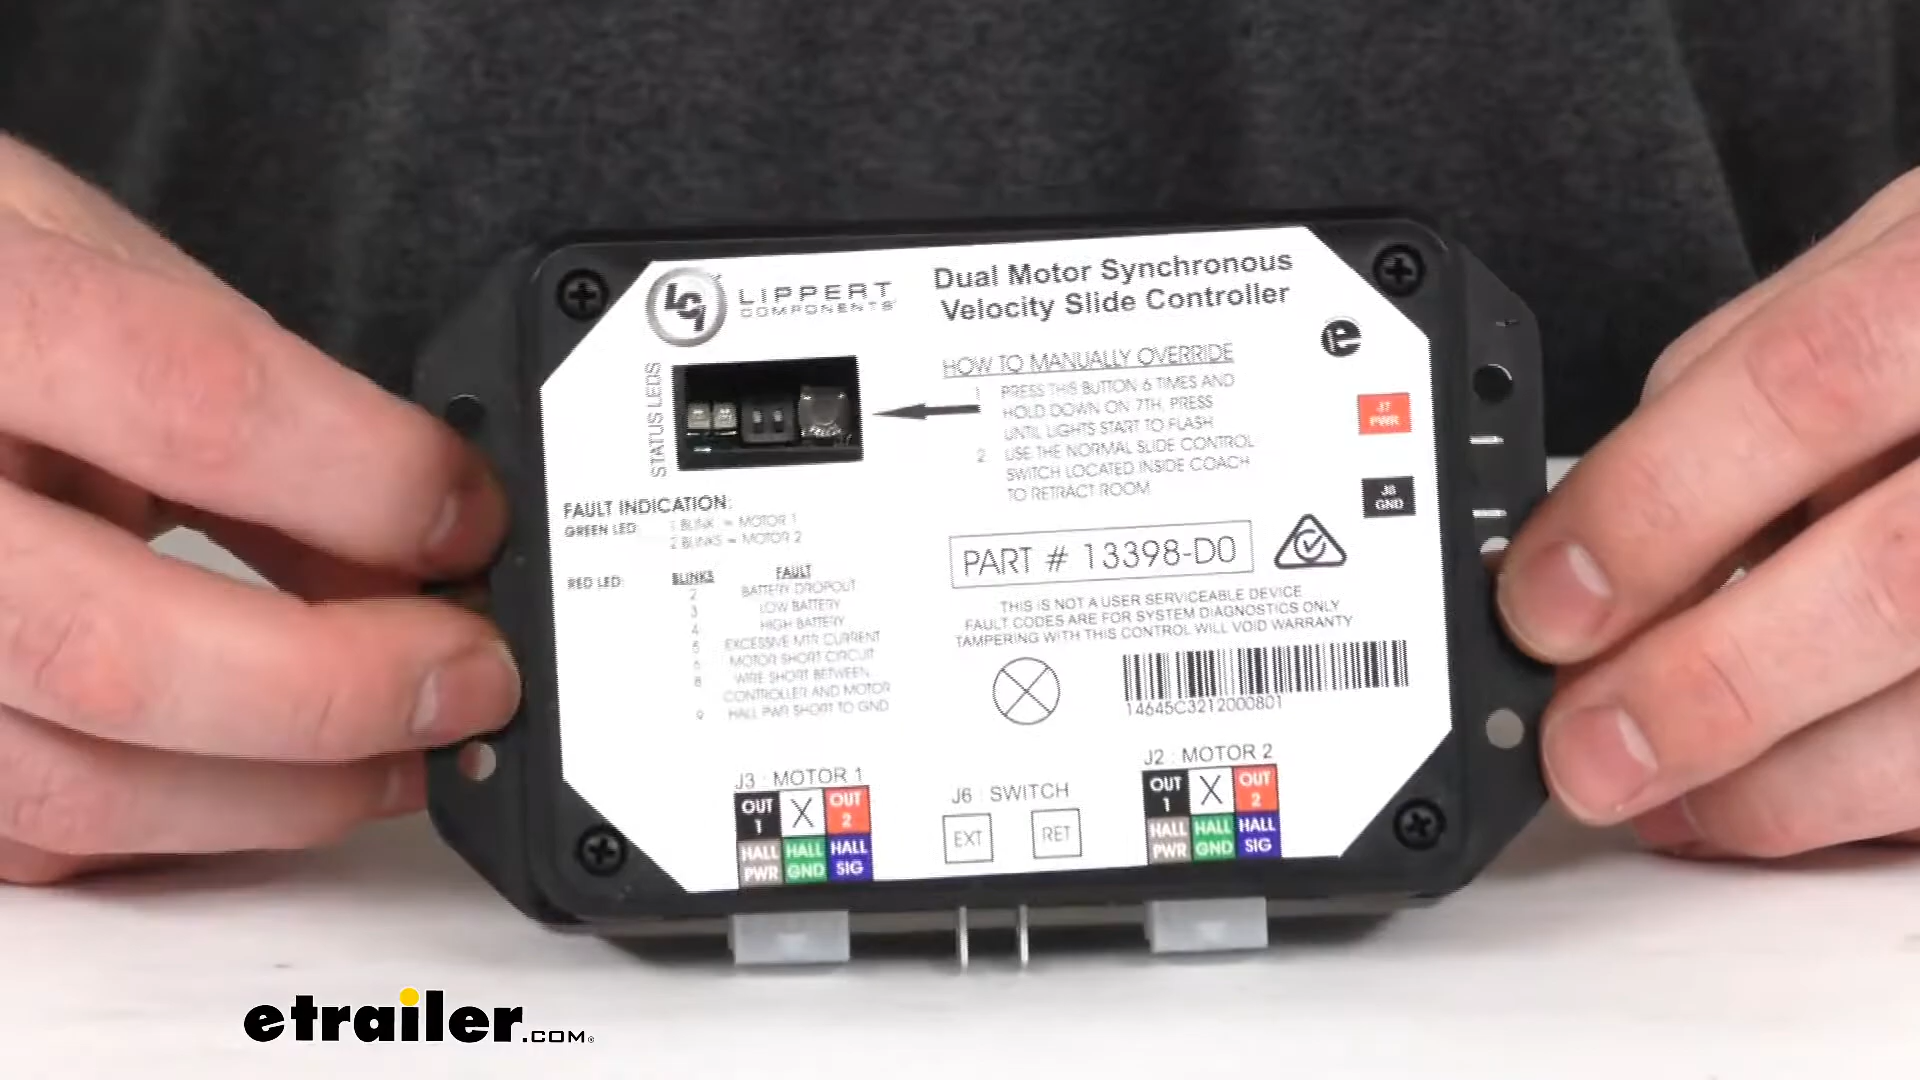 LCI LIPPERT
COMPONENTS
Dual Motor Synchronous
Velocity Slide Controller
STATUS LEDS
HOW TO MANUALLY OVERRIDE
1 PRESS THIS BUTTON 6 TIMES AND
HOLD DOWN ON 7TH, PRESS
UNTIL LIGHTS START TO FLASH
2 USE THE NORMAL SLIDE CONTROL
SWITCH LOCATED INSIDE COACH
TO RETRACT ROOM
e
J7
PWR
J8
GND
FAULT INDICATION:
GREEN LED: 1 BLINK = MOTOR 1
2 BLINKS = MOTOR 2
RED LED: BLINKS FAULT
2 BATTERY DROPOUT
3 LOW BATTERY
4 HIGH BATTERY
5 EXCESSIVE MTR CURRENT
6 MOTOR SHORT CIRCUIT
8 WIRE SHORT BETWEEN
CONTROLLER AND MOTOR
9 HALL PWR SHORT TO GND
PART # 13398-D0
THIS IS NOT A USER SERVICEABLE DEVICE
FAULT CODES ARE FOR SYSTEM DIAGNOSTICS ONLY
TAMPERING WITH THIS CONTROL WILL VOID WARRANTY
14645C3212000801
J3 : MOTOR 1
OUT 1 X OUT 2
HALL PWR HALL GND HALL SIG
J6 : SWITCH
EXT RET
J2 : MOTOR 2
OUT 1 X OUT 2
HALL PWR HALL GND HALL SIG
etrailer.COM